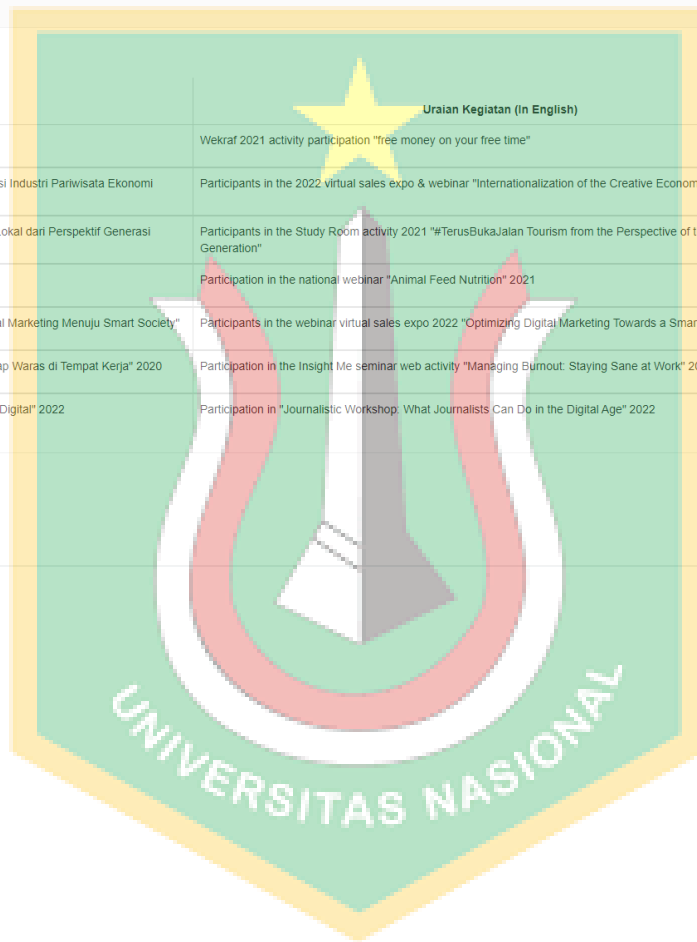 Uraian Kegiatan (In English)
Wekraf 2021 activity participation "free money on your free time"
si Industri Pariwisata Ekonomi
Participants in the 2022 virtual sales expo & webinar "Internationalization of the Creative Econom
okal dari Perspektif Generasi
Participants in the Study Room activity 2021 "#TerusBukaJalan Tourism from the Perspective of t
Generation"
Participation in the national webinar "Animal Feed Nutrition" 2021
l Marketing Menuju Smart Society"
Participants in the webinar virtual sales expo 2022 "Optimizing Digital Marketing Towards a Smar
ap Waras di Tempat Kerja" 2020
Participation in the Insight Me seminar web activity "Managing Burnout: Staying Sane at Work" 20
Digital" 2022
Participation in "Journalistic Workshop: What Journalists Can Do in the Digital Age" 2022
UNIVERSITAS NASIONAL